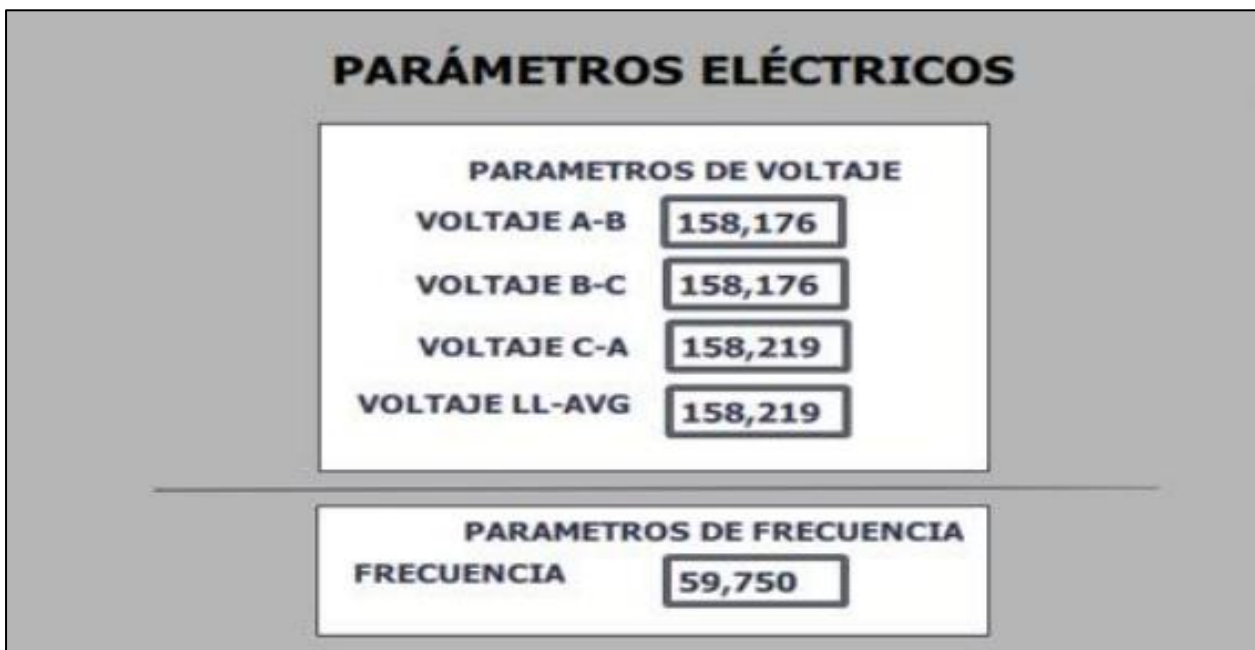 PARÁMETROS ELÉCTRICOS
PARAMETROS DE VOLTAJE
VOLTAJE A-B 158,176
VOLTAJE B-C 158,176
VOLTAJE C-A 158,219
VOLTAJE LL-AVG 158,219
PARAMETROS DE FRECUENCIA
FRECUENCIA 59,750